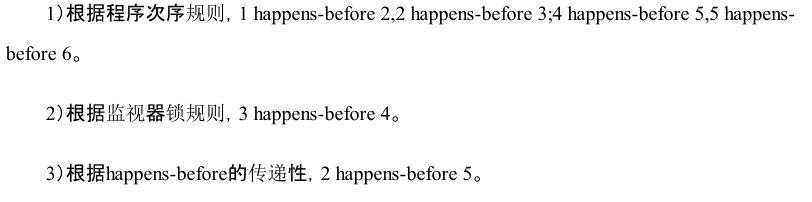 1)根据程序次序规则, 1 happens-before 2,2 happens-before 3;4 happens-before 5,5 happens-
before 6。
2)根据监视器锁规则, 3 happens-before 4。
3)根据happens-before的传递性, 2 happens-before 5。